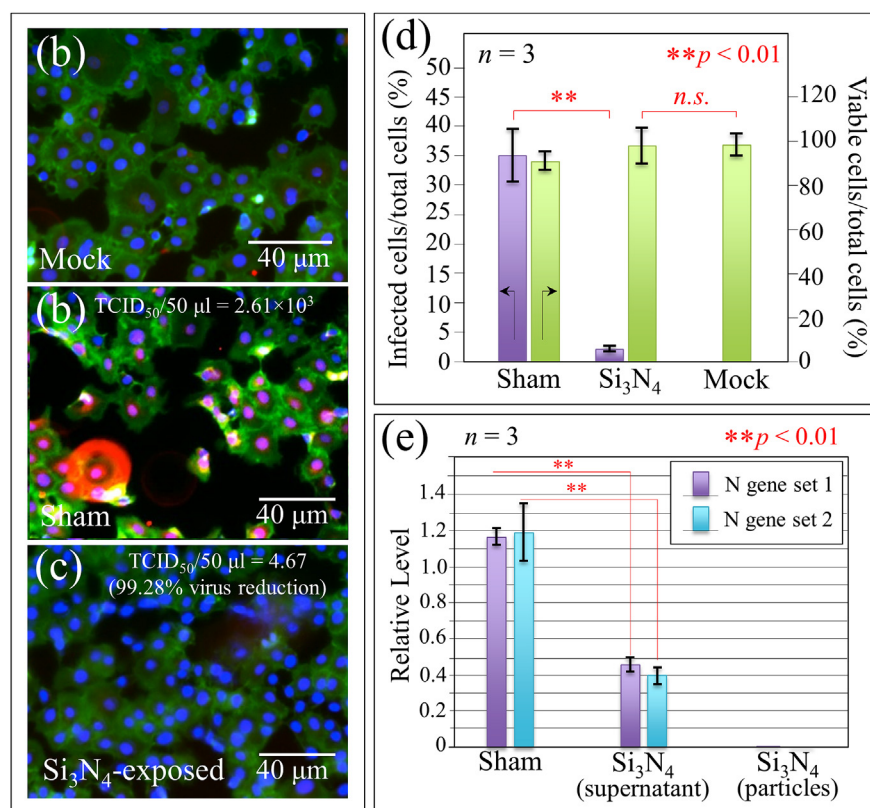 (b)
Mock
40 μm
(b)
TCID₅₀/50 μl = 2.61×10³
Sham
40 μm
(c)
TCID₅₀/50 μl = 4.67
(99.28% virus reduction)
Si₃N₄-exposed
40 μm
(d)
n = 3
**p < 0.01
Infected cells/total cells (%)
50
45
40
35
30
25
20
15
10
5
0
**
n.s.
120
100
80
60
40
20
0
Viable cells/total cells (%)
Sham
Si₃N₄
Mock
(e)
n = 3
**p < 0.01
**
**
N gene set 1
N gene set 2
Relative Level
1.4
1.2
1.0
0.8
0.6
0.4
0.2
0
Sham
Si₃N₄
(supernatant)
Si₃N₄
(particles)